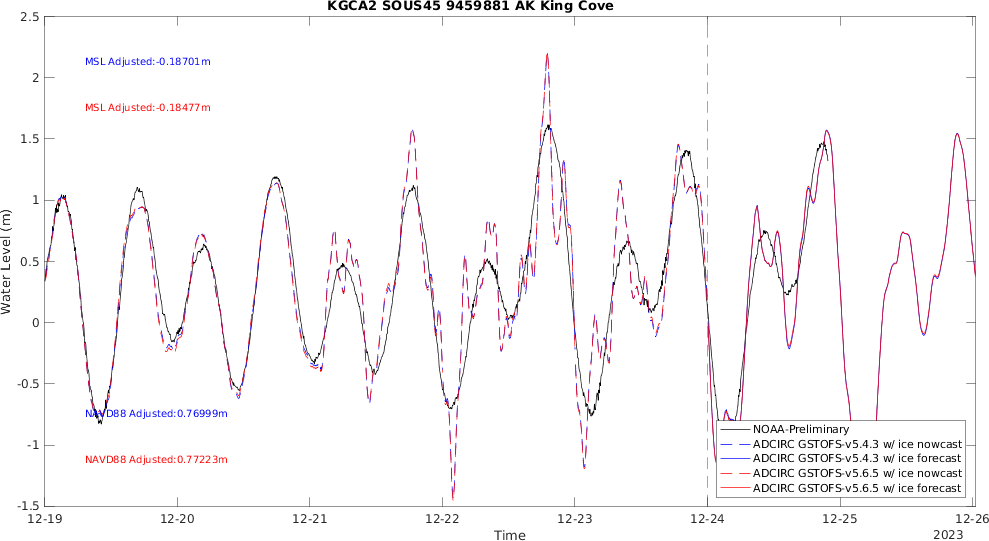 KGCA2 SOUS45 9459881 AK King Cove
2.5
2
1.5
1
0.5
0
-0.5
-1
-1.5
Water Level (m)
MSL Adjusted:-0.18701m
MSL Adjusted:-0.18477m
NAVD88 Adjusted:0.76999m
NAVD88 Adjusted:0.77223m
NOAA-Preliminary
ADCIRC GSTOFS-v5.4.3 w/ ice nowcast
ADCIRC GSTOFS-v5.4.3 w/ ice forecast
ADCIRC GSTOFS-v5.6.5 w/ ice nowcast
ADCIRC GSTOFS-v5.6.5 w/ ice forecast
12-19 12-20 12-21 12-22 12-23 12-24 12-25 12-26
Time
2023